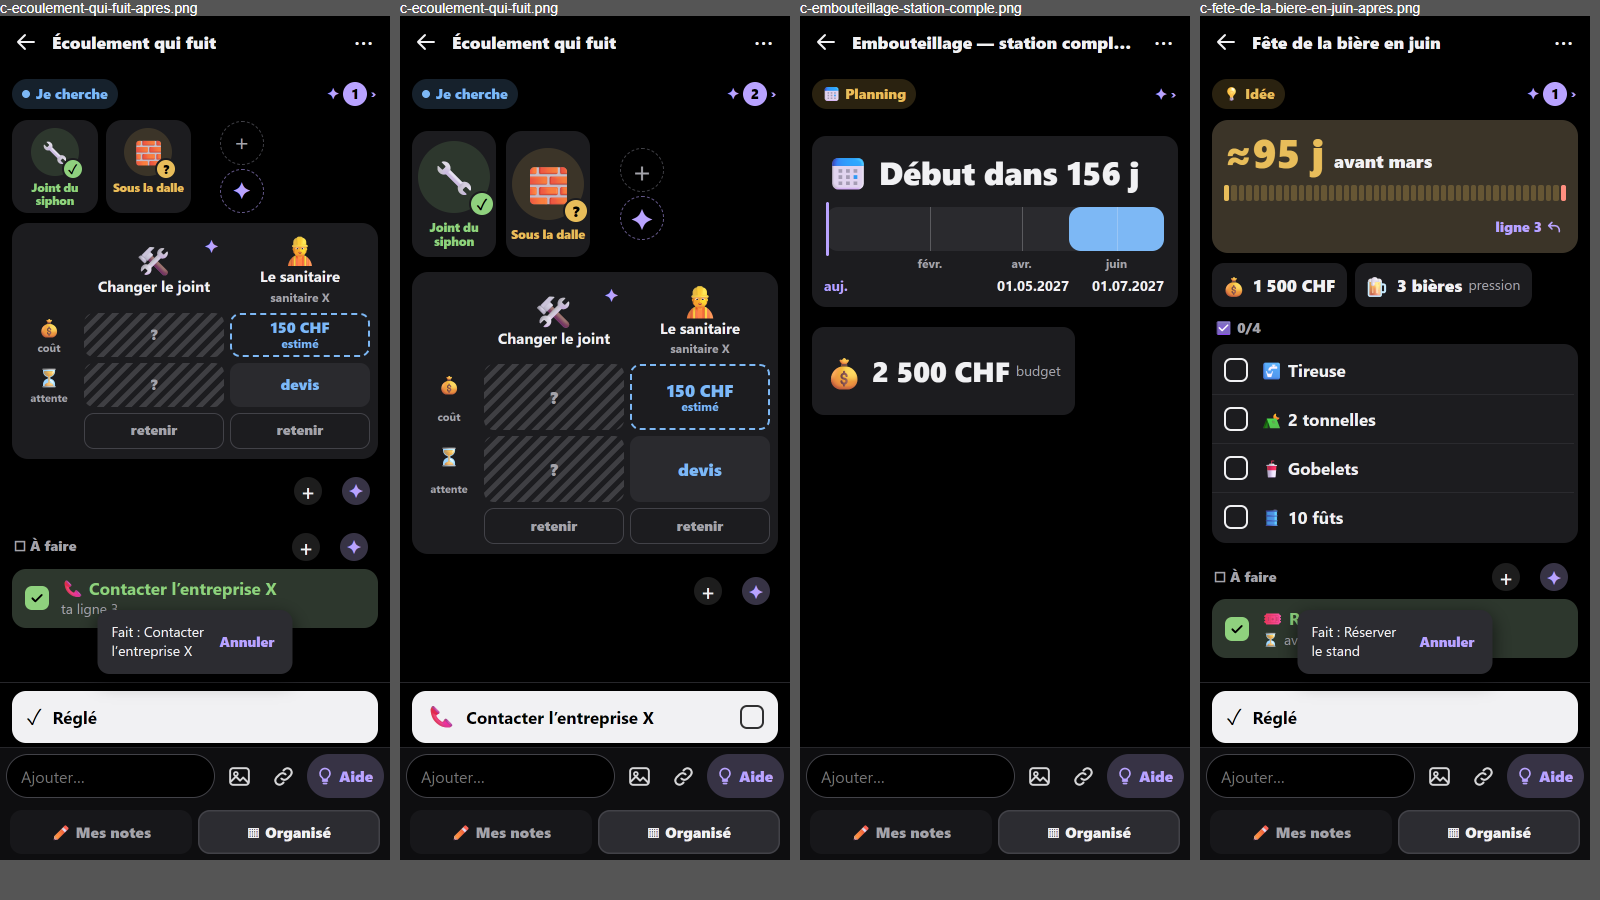 c-ecoulement-qui-fuit-apres.png
Écoulement qui fuit
Je cherche
1
Joint du siphon
Sous la dalle
?
+
Changer le joint
Le sanitaire
sanitaire X
coût
?
150 CHF
estimé
attente
?
devis
retenir
retenir
+
À faire
+
Contacter l’entreprise X
ta ligne
Fait : Contacter l’entreprise X
Annuler
✓ Réglé
Ajouter...
Aide
Mes notes
Organisé
c-ecoulement-qui-fuit.png
Écoulement qui fuit
Je cherche
2
Joint du siphon
Sous la dalle
?
+
Changer le joint
Le sanitaire
sanitaire X
coût
?
150 CHF
estimé
attente
?
devis
retenir
retenir
+
Contacter l’entreprise X
Ajouter...
Aide
Mes notes
Organisé
c-embouteillage-station-comple.png
Embouteillage — station compl...
Planning
Début dans 156 j
févr.
avr.
juin
auj.
01.05.2027
01.07.2027
2 500 CHF budget
Ajouter...
Aide
Mes notes
Organisé
c-fete-de-la-biere-en-juin-apres.png
Fête de la bière en juin
Idée
1
≈95 j avant mars
ligne 3
1 500 CHF
3 bières pression
0/4
Tireuse
2 tonnelles
Gobelets
10 fûts
À faire
+
Fait : Réserver le stand
Annuler
✓ Réglé
Ajouter...
Aide
Mes notes
Organisé